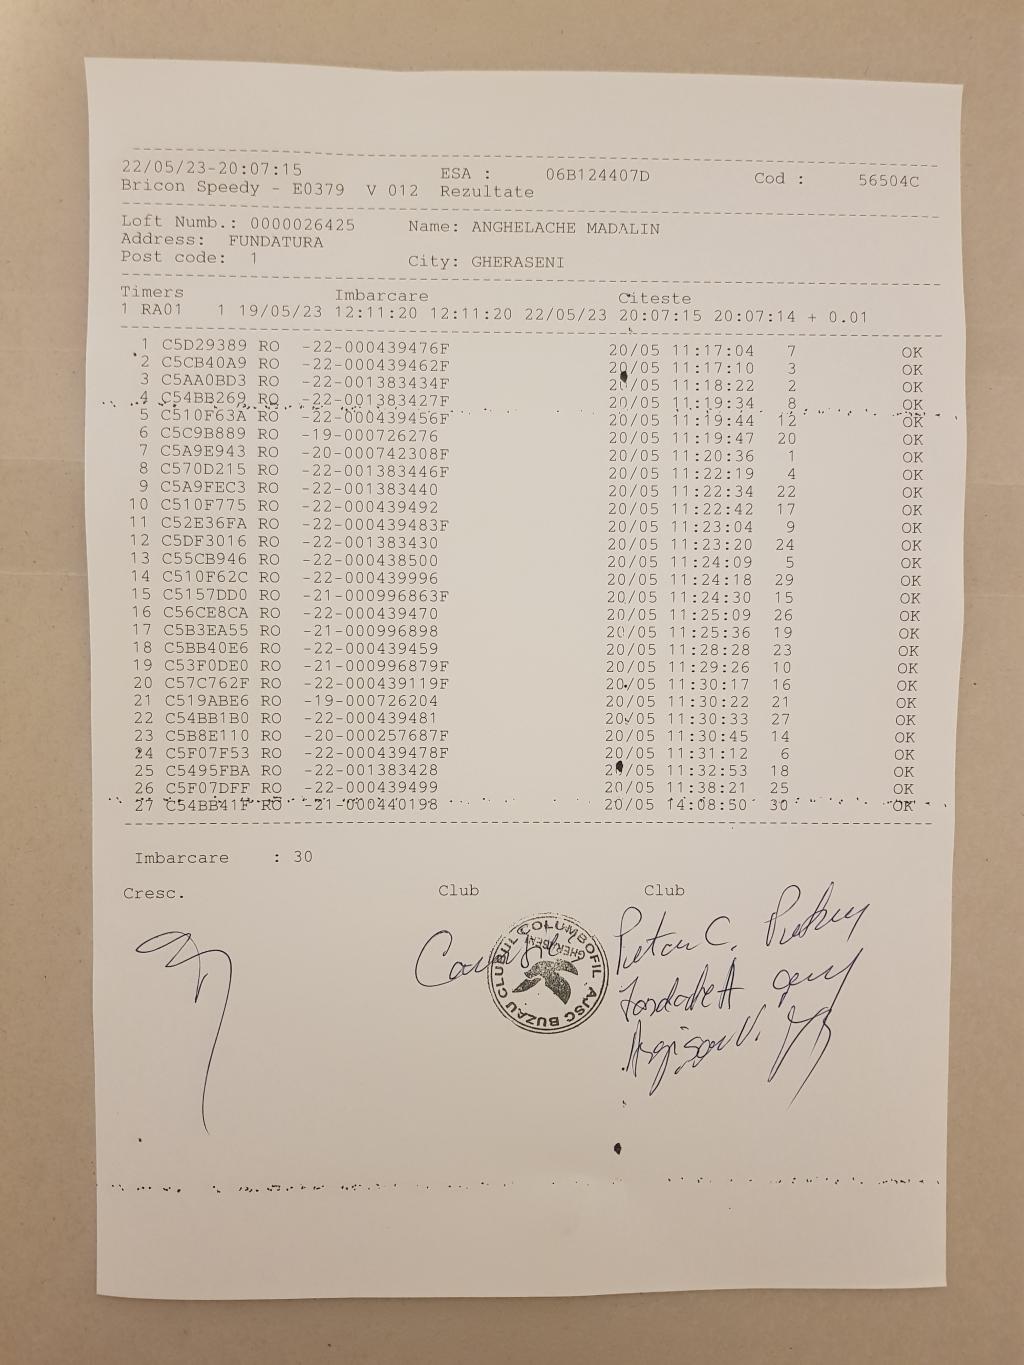 22/05/23-20:07:15 ESA : 06B124407D Cod : 56504C
Bricon Speedy - E0379 V 012 Rezultate
Loft Numb.: 0000026425 Name: ANGHELACHE MADALIN
Address: FUNDATURA
Post code: 1 City: GHERASENI
Timers Imbarcare Citeste
1 RA01 1 19/05/23 12:11:20 12:11:20 22/05/23 20:07:15 20:07:14 + 0.01
1 C5D29389 RO -22-000439476F 20/05 11:17:04 7 OK
2 C5CB40A9 RO -22-000439462F 20/05 11:17:10 3 OK
3 C5AA0BD3 RO -22-001383434F 20/05 11:18:22 2 OK
4 C54BB269 RO -22-001383427F 20/05 11:19:34 8 OK
5 C510F63A RO -22-000439456F 20/05 11:19:44 12 OK
6 C5C9B889 RO -19-000726276 20/05 11:19:47 20 OK
7 C5A9E943 RO -20-000742308F 20/05 11:20:36 1 OK
8 C570D215 RO -22-001383446F 20/05 11:22:19 4 OK
9 C5A9FEC3 RO -22-001383440 20/05 11:22:34 22 OK
10 C510F775 RO -22-000439492 20/05 11:22:42 17 OK
11 C52E36FA RO -22-000439483F 20/05 11:23:04 9 OK
12 C5DF3016 RO -22-001383430 20/05 11:23:20 24 OK
13 C55CB946 RO -22-000438500 20/05 11:24:09 5 OK
14 C510F62C RO -22-000439996 20/05 11:24:18 29 OK
15 C5157DD0 RO -21-000996863F 20/05 11:24:30 15 OK
16 C56CE8CA RO -22-000439470 20/05 11:25:09 26 OK
17 C5B3EA55 RO -21-000996898 20/05 11:25:36 19 OK
18 C5BB40E6 RO -22-000439459 20/05 11:28:28 23 OK
19 C53F0DE0 RO -21-000996879F 20/05 11:29:26 10 OK
20 C57C762F RO -22-000439119F 20/05 11:30:17 16 OK
21 C519ABE6 RO -19-000726204 20/05 11:30:22 21 OK
22 C54BB1B0 RO -22-000439481 20/05 11:30:33 27 OK
23 C5B8E110 RO -20-000257687F 20/05 11:30:45 14 OK
24 C5F07F53 RO -22-000439478F 20/05 11:31:12 6 OK
25 C5495FBA RO -22-001383428 20/05 11:32:53 18 OK
26 C5F07DFF RO -22-000439499 20/05 11:38:21 25 OK
27 C54BB41F RO -21-000440198 20/05 14:08:50 30 OK
Imbarcare : 30
Cresc. Club Club
CLUBUL COLUMBOFIL AJSC BUZAU
GHERASENI